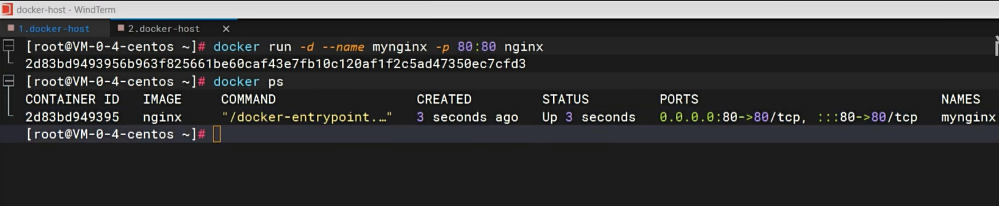 docker-host - WindTerm
1.docker-host 2.docker-host ×
[root@VM-0-4-centos ~]# docker run -d --name mynginx -p 80:80 nginx
2d83bd9493956b963f825661be60caf43e7fb10c120af1f2c5ad47350ec7cfd3
[root@VM-0-4-centos ~]# docker ps
CONTAINER ID IMAGE COMMAND CREATED STATUS PORTS NAMES
2d83bd949395 nginx "/docker-entrypoint.…" 3 seconds ago Up 3 seconds 0.0.0.0:80->80/tcp, :::80->80/tcp mynginx
[root@VM-0-4-centos ~]#